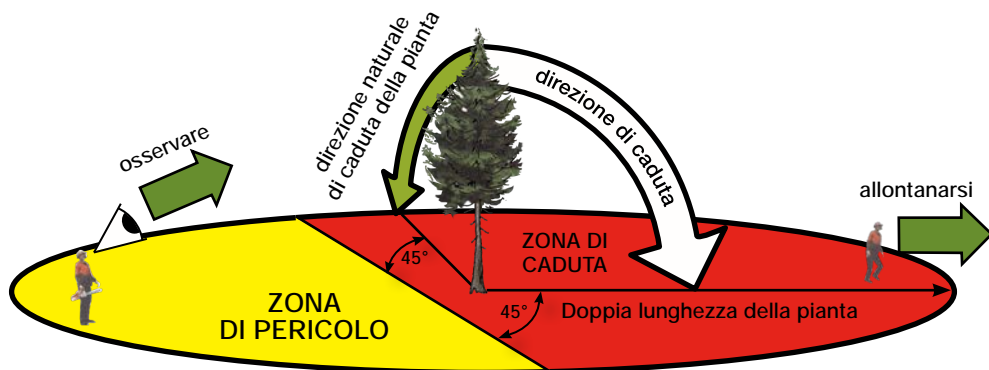 direzione naturale
di caduta della pianta
direzione di caduta
osservare
allontanarsi
45°
ZONA DI
CADUTA
ZONA
DI PERICOLO
45°
Doppia lunghezza della pianta